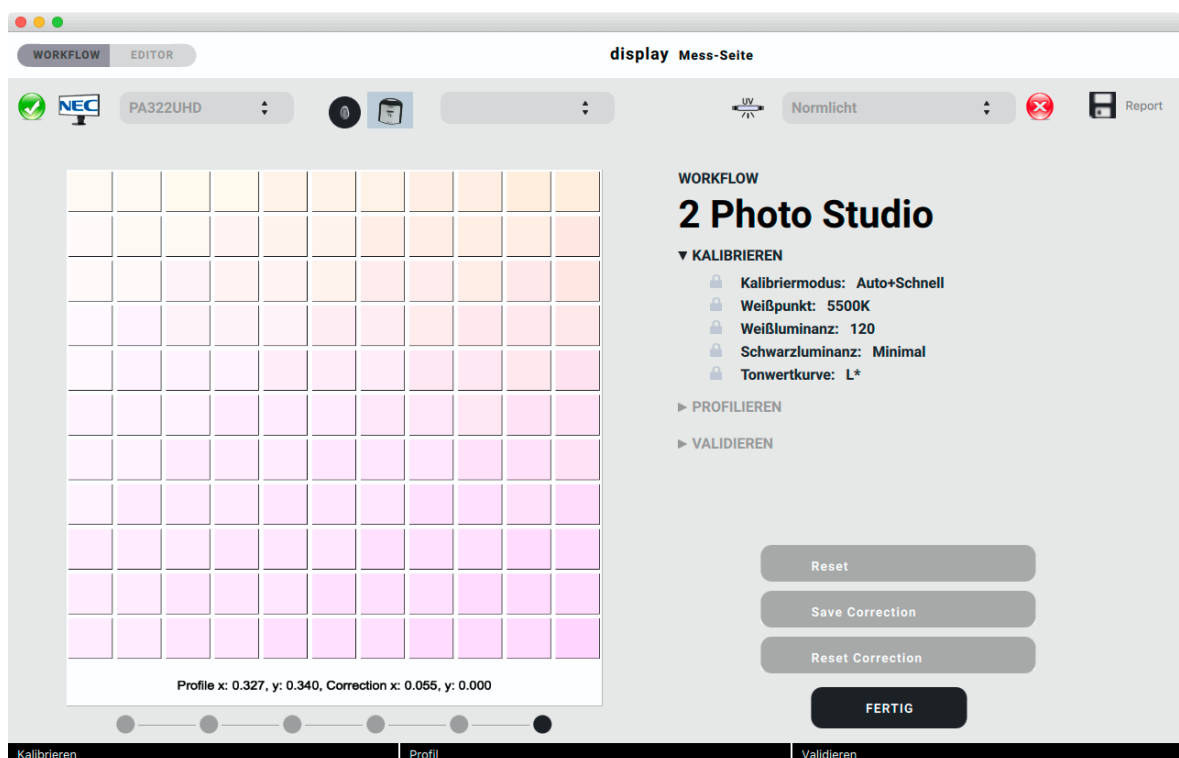 WORKFLOW EDITOR
display Mess-Seite
NEC PA322UHD UV Normlicht Report
WORKFLOW
2 Photo Studio
▼ KALIBRIEREN
Kalibriermodus: Auto+Schnell
Weißpunkt: 5500K
Weißluminanz: 120
Schwarzluminanz: Minimal
Tonwertkurve: L*
► PROFILIEREN
► VALIDIEREN
Reset
Save Correction
Reset Correction
Profile x: 0.327, y: 0.340, Correction x: 0.055, y: 0.000
FERTIG
Kalibrieren Profil Validieren